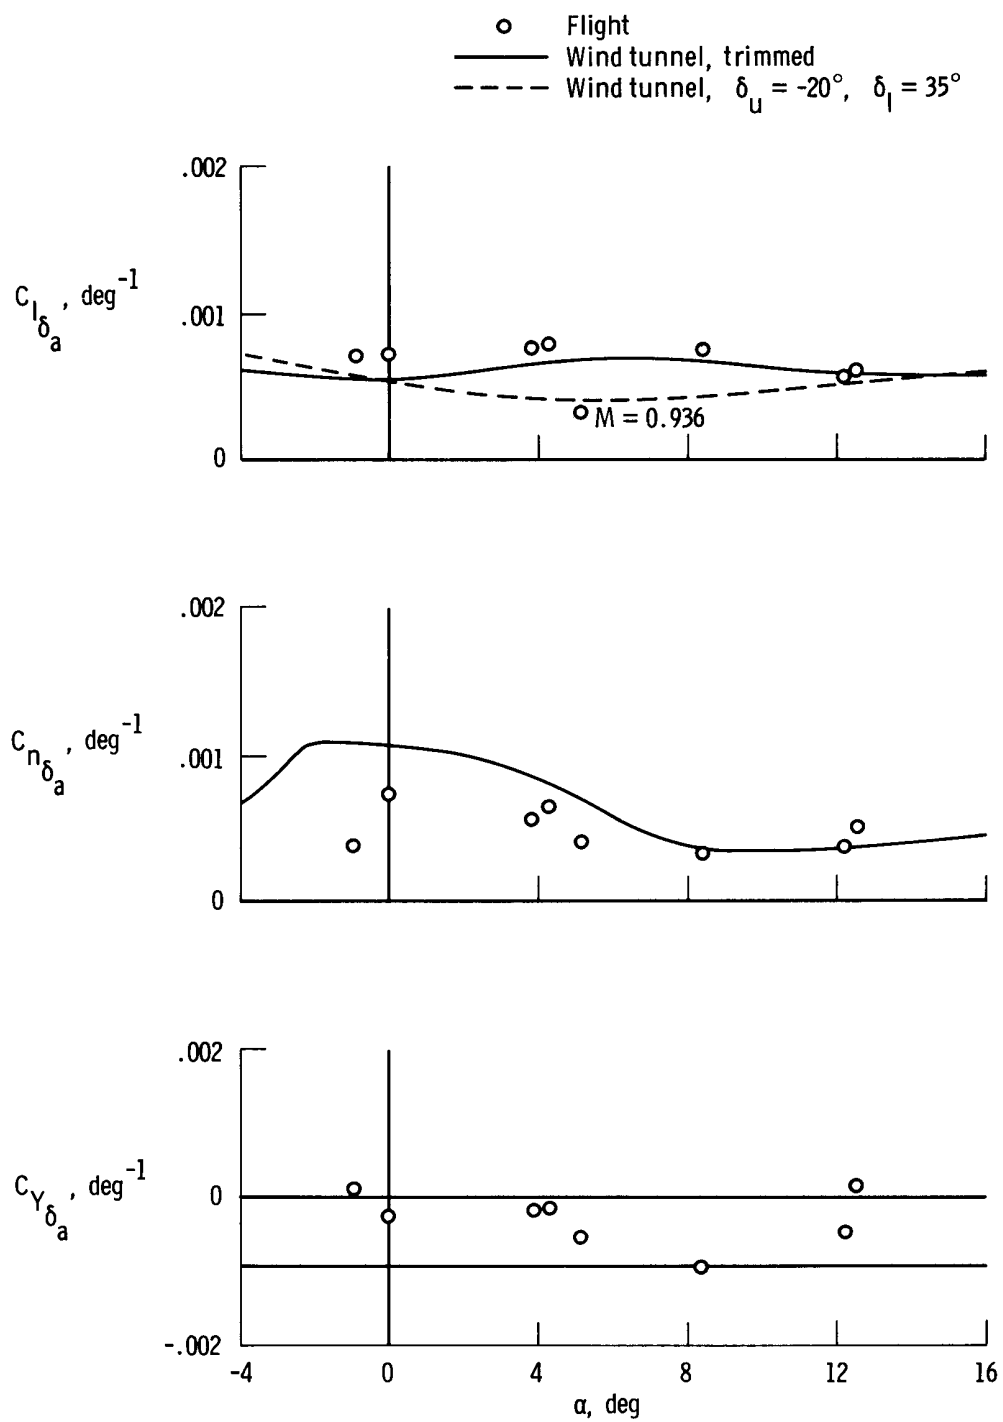 Flight
Wind tunnel, trimmed
Wind tunnel, δu = -20°, δl = 35°
.002
Clδa, deg-1
.001
M = 0.936
0
.002
Cnδa, deg-1
.001
0
.002
CYδa, deg-1
0
-.002
-4 0 4 8 12 16
α, deg